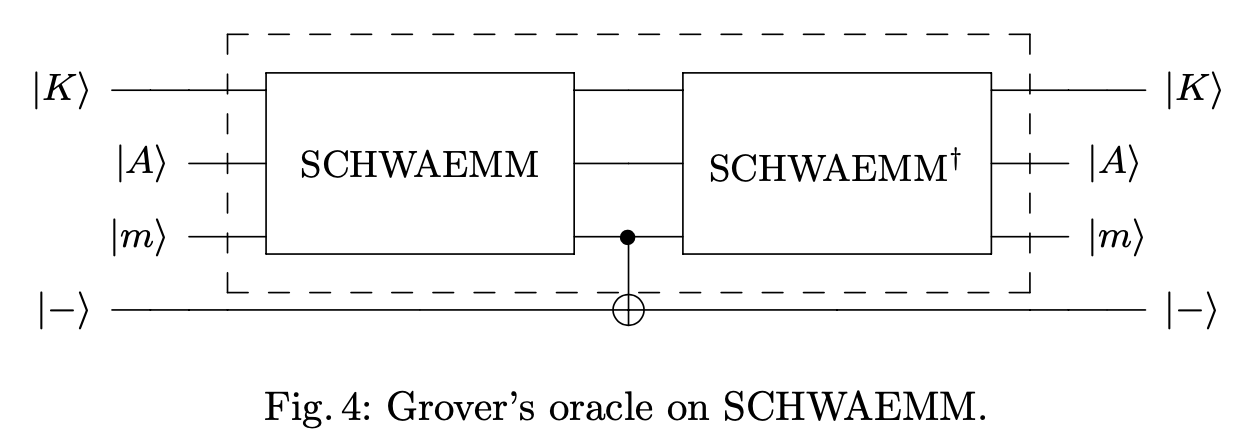 |K⟩ |K⟩
|A⟩ SCHWAEMM SCHWAEMM† |A⟩
|m⟩ |m⟩
|−⟩ |−⟩
Fig. 4: Grover's oracle on SCHWAEMM.